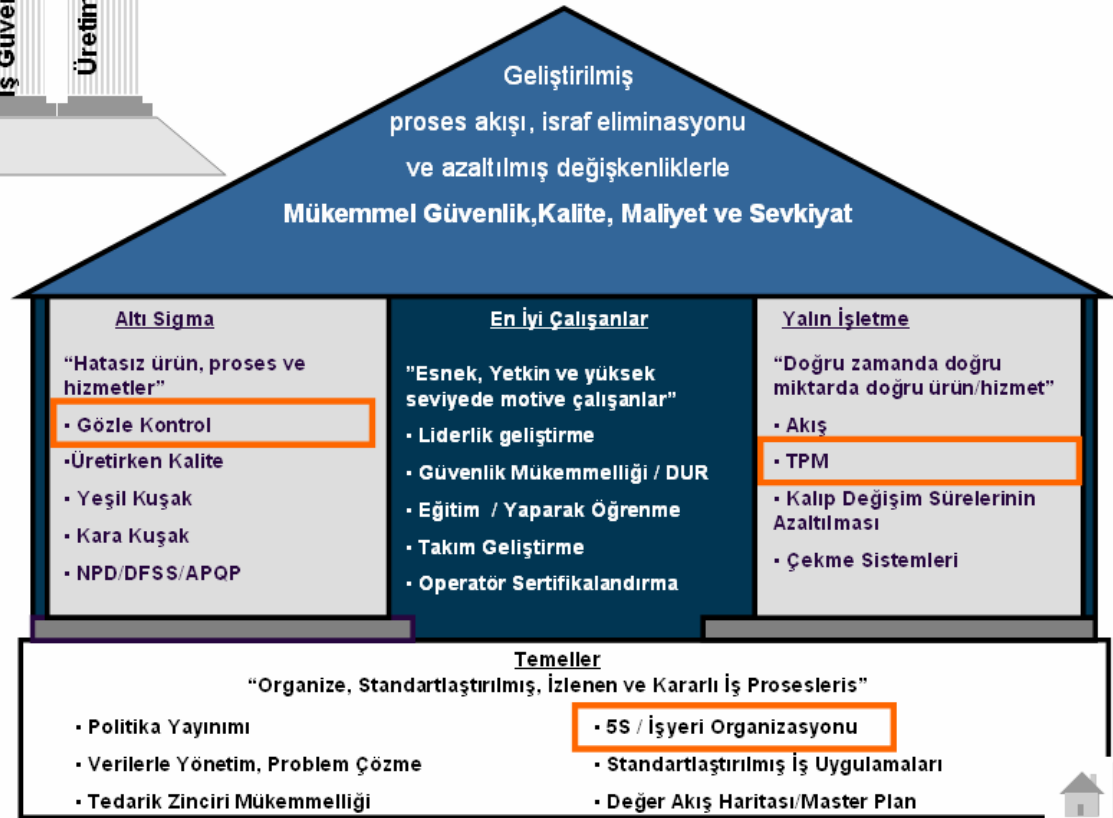 İş Güven
Üretim
Geliştirilmiş
proses akışı, israf eliminasyonu
ve azaltılmış değişkenliklerle
Mükemmel Güvenlik,Kalite, Maliyet ve Sevkiyat
Altı Sigma
“Hatasız ürün, proses ve
hizmetler”
▪ Gözle Kontrol
▪Üretirken Kalite
▪ Yeşil Kuşak
▪ Kara Kuşak
▪ NPD/DFSS/APQP
En İyi Çalışanlar
”Esnek, Yetkin ve yüksek
seviyede motive çalışanlar”
▪ Liderlik geliştirme
▪ Güvenlik Mükemmelliği / DUR
▪ Eğitim / Yaparak Öğrenme
▪ Takım Geliştirme
▪ Operatör Sertifikalandırma
Yalın İşletme
“Doğru zamanda doğru
miktarda doğru ürün/hizmet”
▪ Akış
▪ TPM
▪ Kalıp Değişim Sürelerinin
Azaltılması
▪ Çekme Sistemleri
Temeller
“Organize, Standartlaştırılmış, İzlenen ve Kararlı İş Prosesleris”
▪ Politika Yayınımı
▪ Verilerle Yönetim, Problem Çözme
▪ Tedarik Zinciri Mükemmelliği
▪ 5S / İşyeri Organizasyonu
▪ Standartlaştırılmış İş Uygulamaları
▪ Değer Akış Haritası/Master Plan